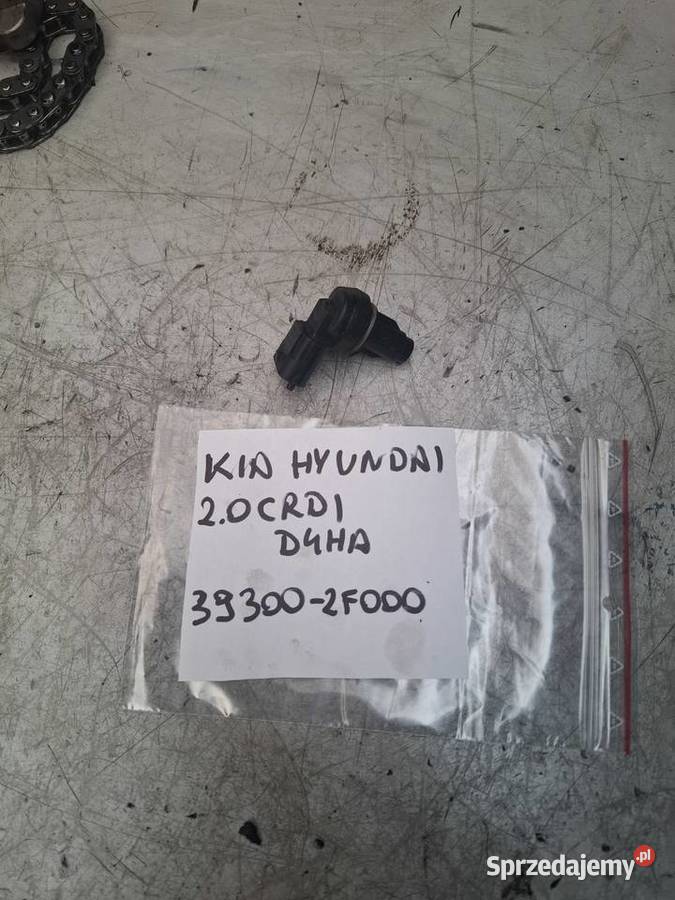 KIA HYUNDAI
2.0CRDI
D4HA
39300-2F000
Sprzedajemy.pl